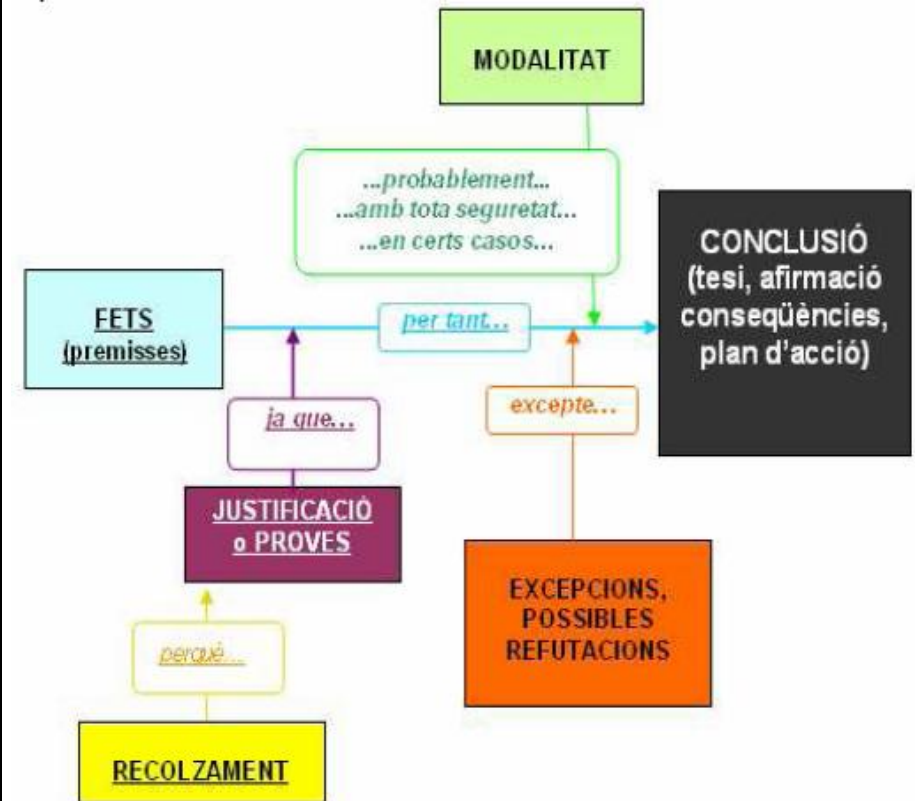 MODALITAT
...probablement...
...amb tota seguretat...
...en certs casos...
CONCLUSIÓ
(tesi, afirmació
conseqüències,
plan d'acció)
FETS
(premisses)
per tant...
ja que...
excepte...
JUSTIFICACIÓ
o PROVES
EXCEPCIONS,
POSSIBLES
REFUTACIONS
perquè...
RECOLZAMENT